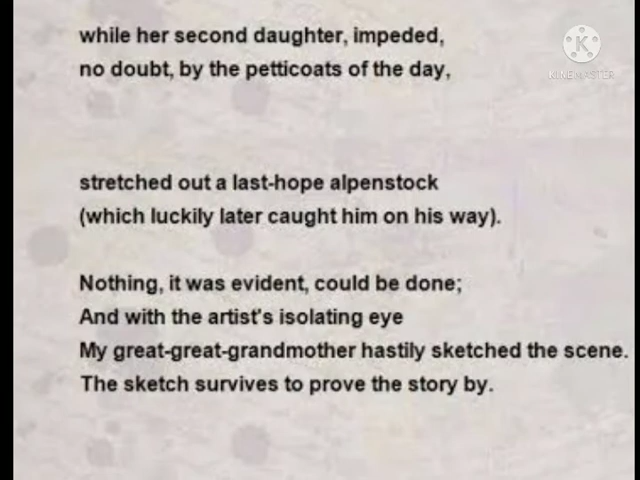 while her second daughter, impeded,
no doubt, by the petticoats of the day,
stretched out a last-hope alpenstock
(which luckily later caught him on his way).
Nothing, it was evident, could be done;
And with the artist's isolating eye
My great-great-grandmother hastily sketched the scene.
The sketch survives to prove the story by.
K
KINEMASTER